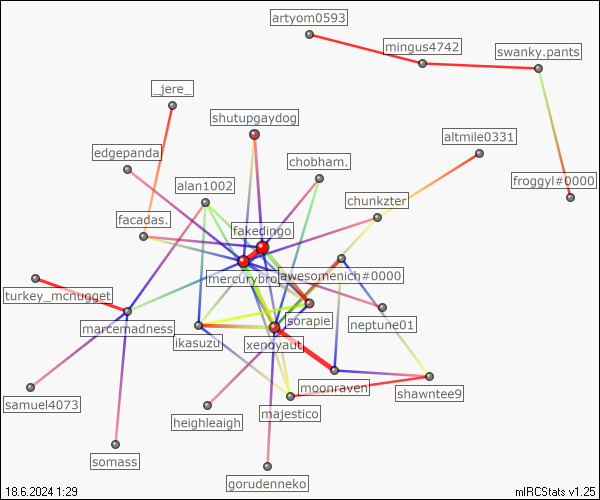 artyom0593
mingus4742
swanky.pants
_jere_
shutupgaydog
altmile0331
edgepanda
chobham.
froggyl#0000
alan1002
chunkzter
facadas.
fakedingo
mercurybro.
awesomenich#0000
turkey_mcnugget
sorapie
neptune01
marcermadness
ikasuzu
xenoyaut
moonraven
shawntee9
samuel4073
heighleaigh
majestico
somass
gorudenneko
18.6.2024 1:29
mIRCStats v1.25